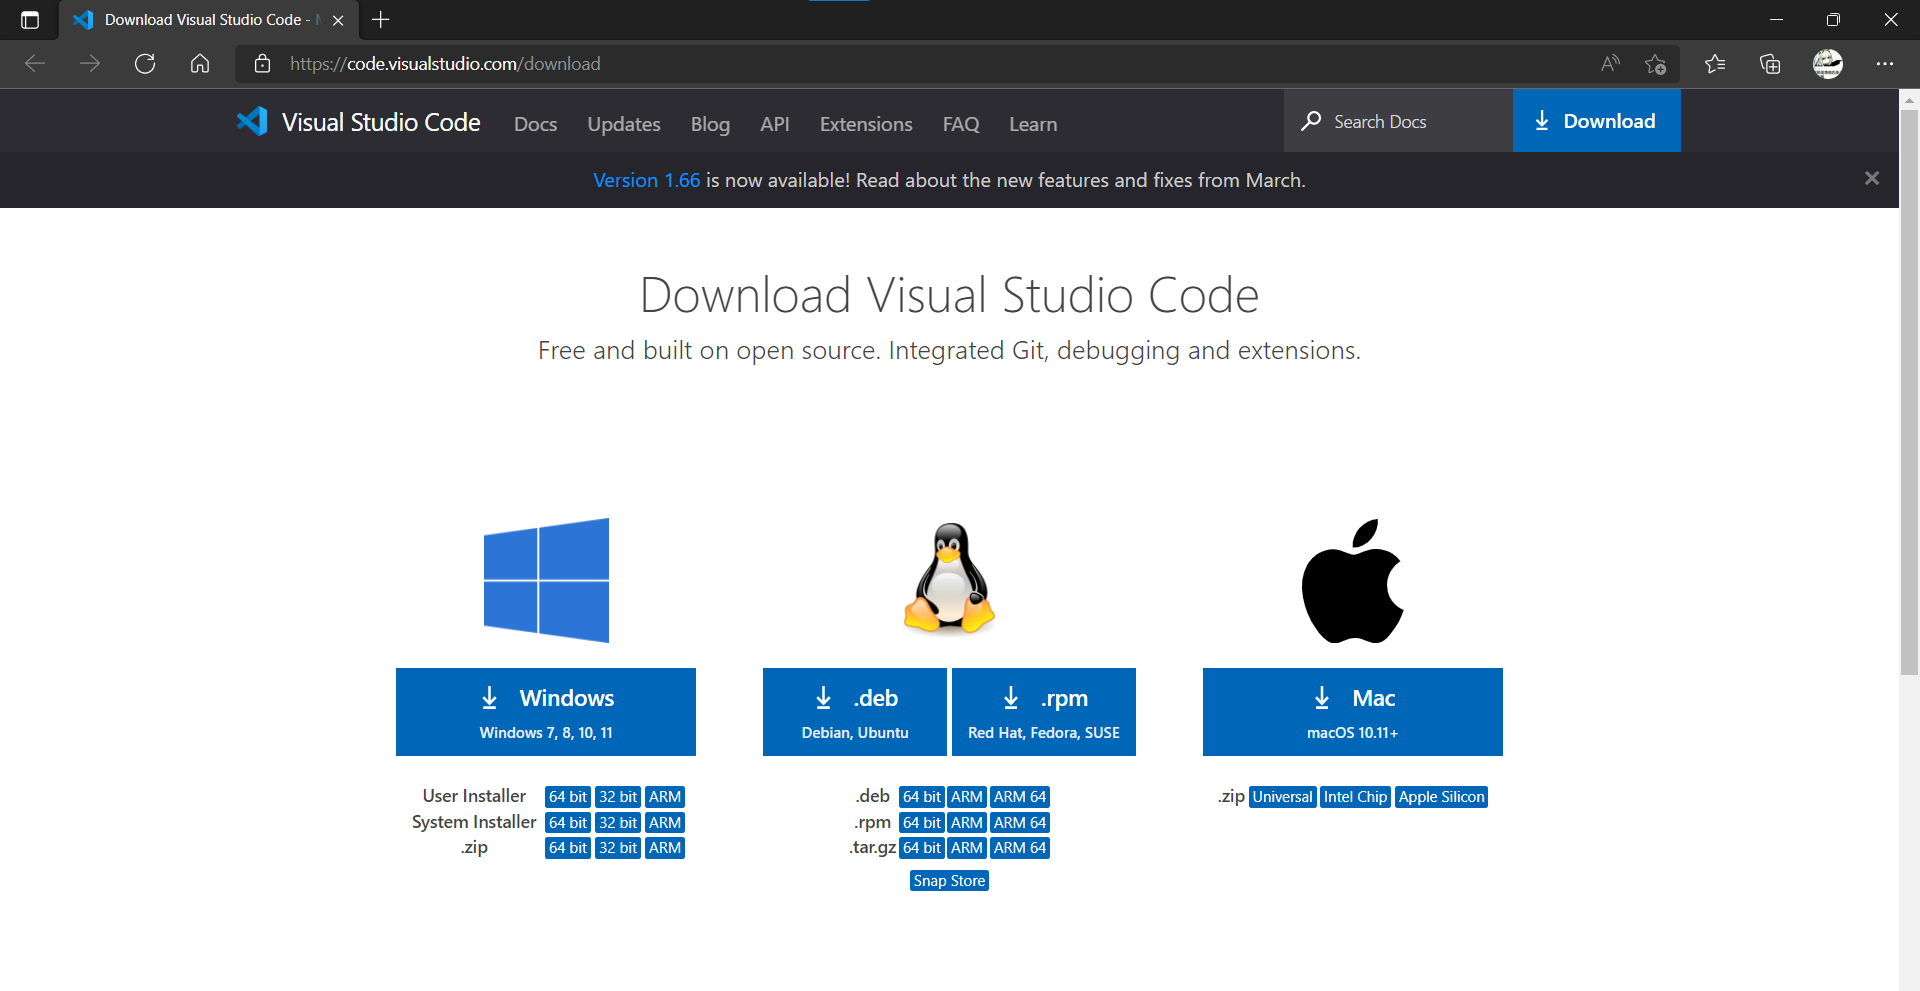 Download Visual Studio Code -
https://code.visualstudio.com/download
Visual Studio Code Docs Updates Blog API Extensions FAQ Learn Search Docs Download
Version 1.66 is now available! Read about the new features and fixes from March.
Download Visual Studio Code
Free and built on open source. Integrated Git, debugging and extensions.
Windows
Windows 7, 8, 10, 11
User Installer 64 bit 32 bit ARM
System Installer 64 bit 32 bit ARM
.zip 64 bit 32 bit ARM
.deb
Debian, Ubuntu
.rpm
Red Hat, Fedora, SUSE
.deb 64 bit ARM ARM 64
.rpm 64 bit ARM ARM 64
.tar.gz 64 bit ARM ARM 64
Snap Store
Mac
macOS 10.11+
.zip Universal Intel Chip Apple Silicon